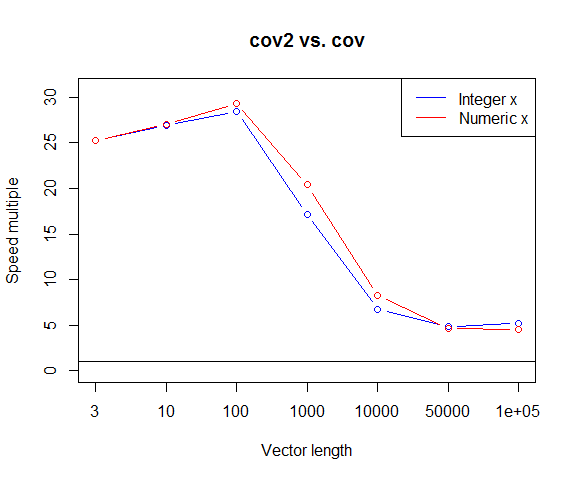 cov2 vs. cov
Integer x
Numeric x
Speed multiple
30
25
20
15
10
5
0
3 10 100 1000 10000 50000 1e+05
Vector length